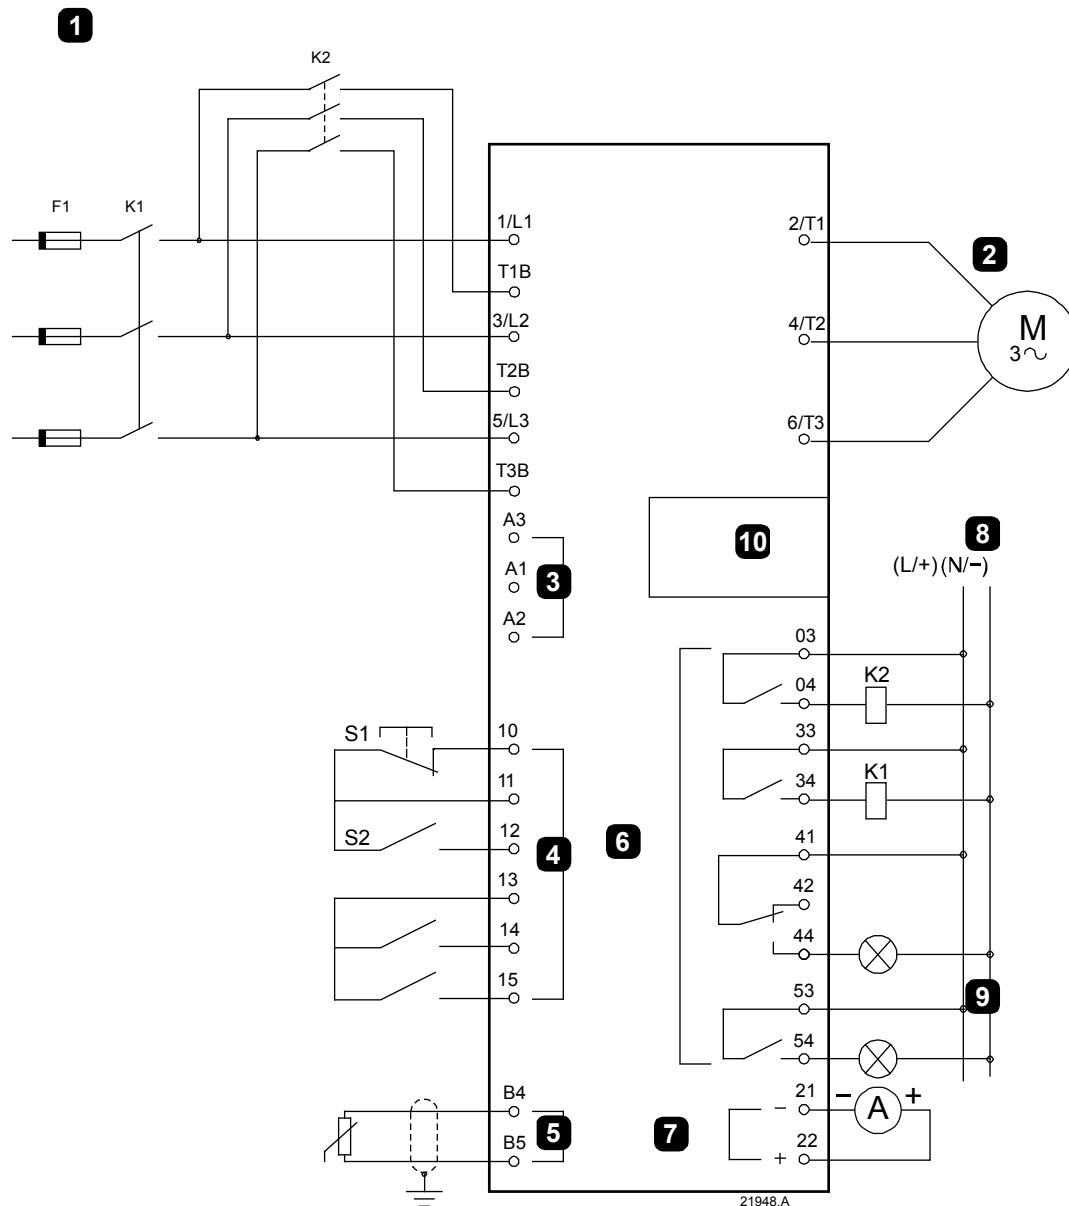 1
K2
F1
K1
1/L1
2/T1
2
T1B
M
3~
3/L2
4/T2
T2B
5/L3
6/T3
T3B
A3
10
8
(L/+) (N/−)
A1
3
A2
03
K2
04
S1
10
33
K1
11
34
S2
12
4
6
41
13
42
14
44
15
53
9
54
B4
21
− A +
−
5
7
B5
22
+
21948.A